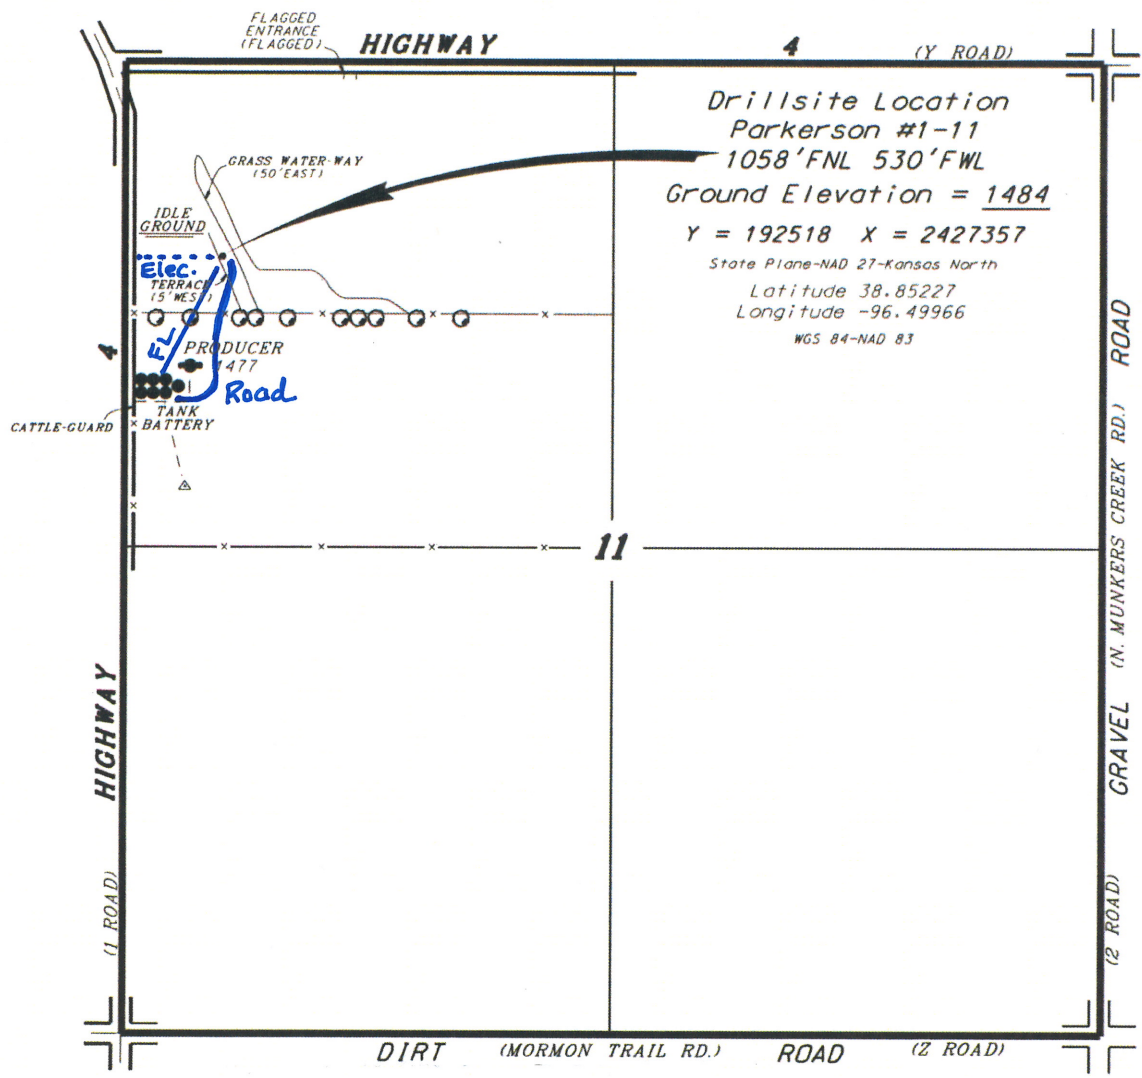 FLAGGED
ENTRANCE
(FLAGGED)
HIGHWAY
4
(Y ROAD)
Drillsite Location
Parkerson #1-11
1058'FNL 530'FWL
Ground Elevation = 1484
Y = 192518 X = 2427357
State Plane-NAD 27-Kansas North
Latitude 38.85227
Longitude -96.49966
WGS 84-NAD 83
GRASS WATER-WAY
(50'EAST)
IDLE
GROUND
Elec.
TERRACE
(5'WEST)
FL
PRODUCER
1477
Road
TANK
BATTERY
CATTLE-GUARD
4
HIGHWAY
(1 ROAD)
11
ROAD
(N. MUNKERS CREEK RD.)
GRAVEL
(2 ROAD)
DIRT (MORMON TRAIL RD.) ROAD (Z ROAD)